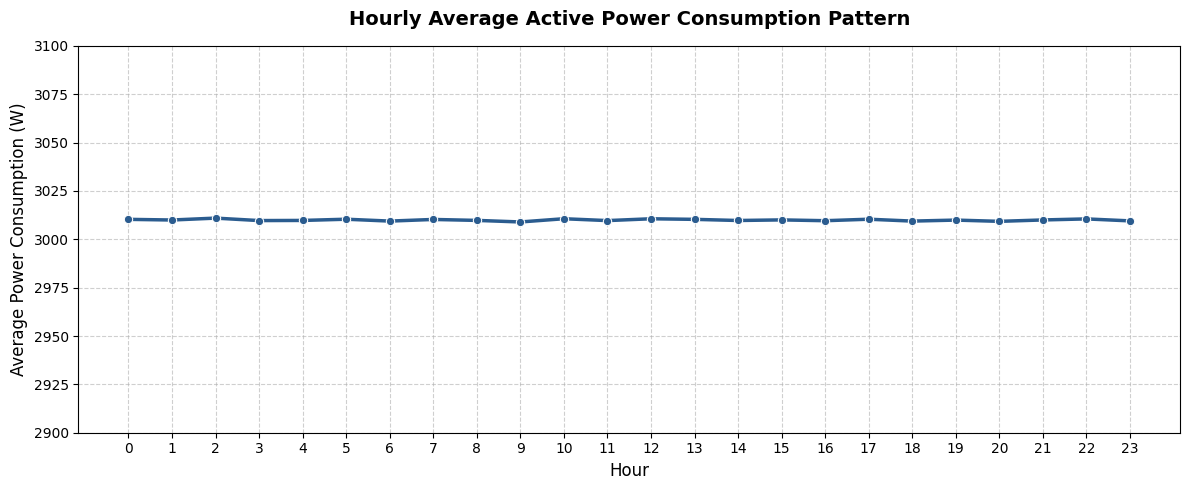 Hourly Average Active Power Consumption Pattern
Average Power Consumption (W)
3100
3075
3050
3025
3000
2975
2950
2925
2900
0 1 2 3 4 5 6 7 8 9 10 11 12 13 14 15 16 17 18 19 20 21 22 23
Hour